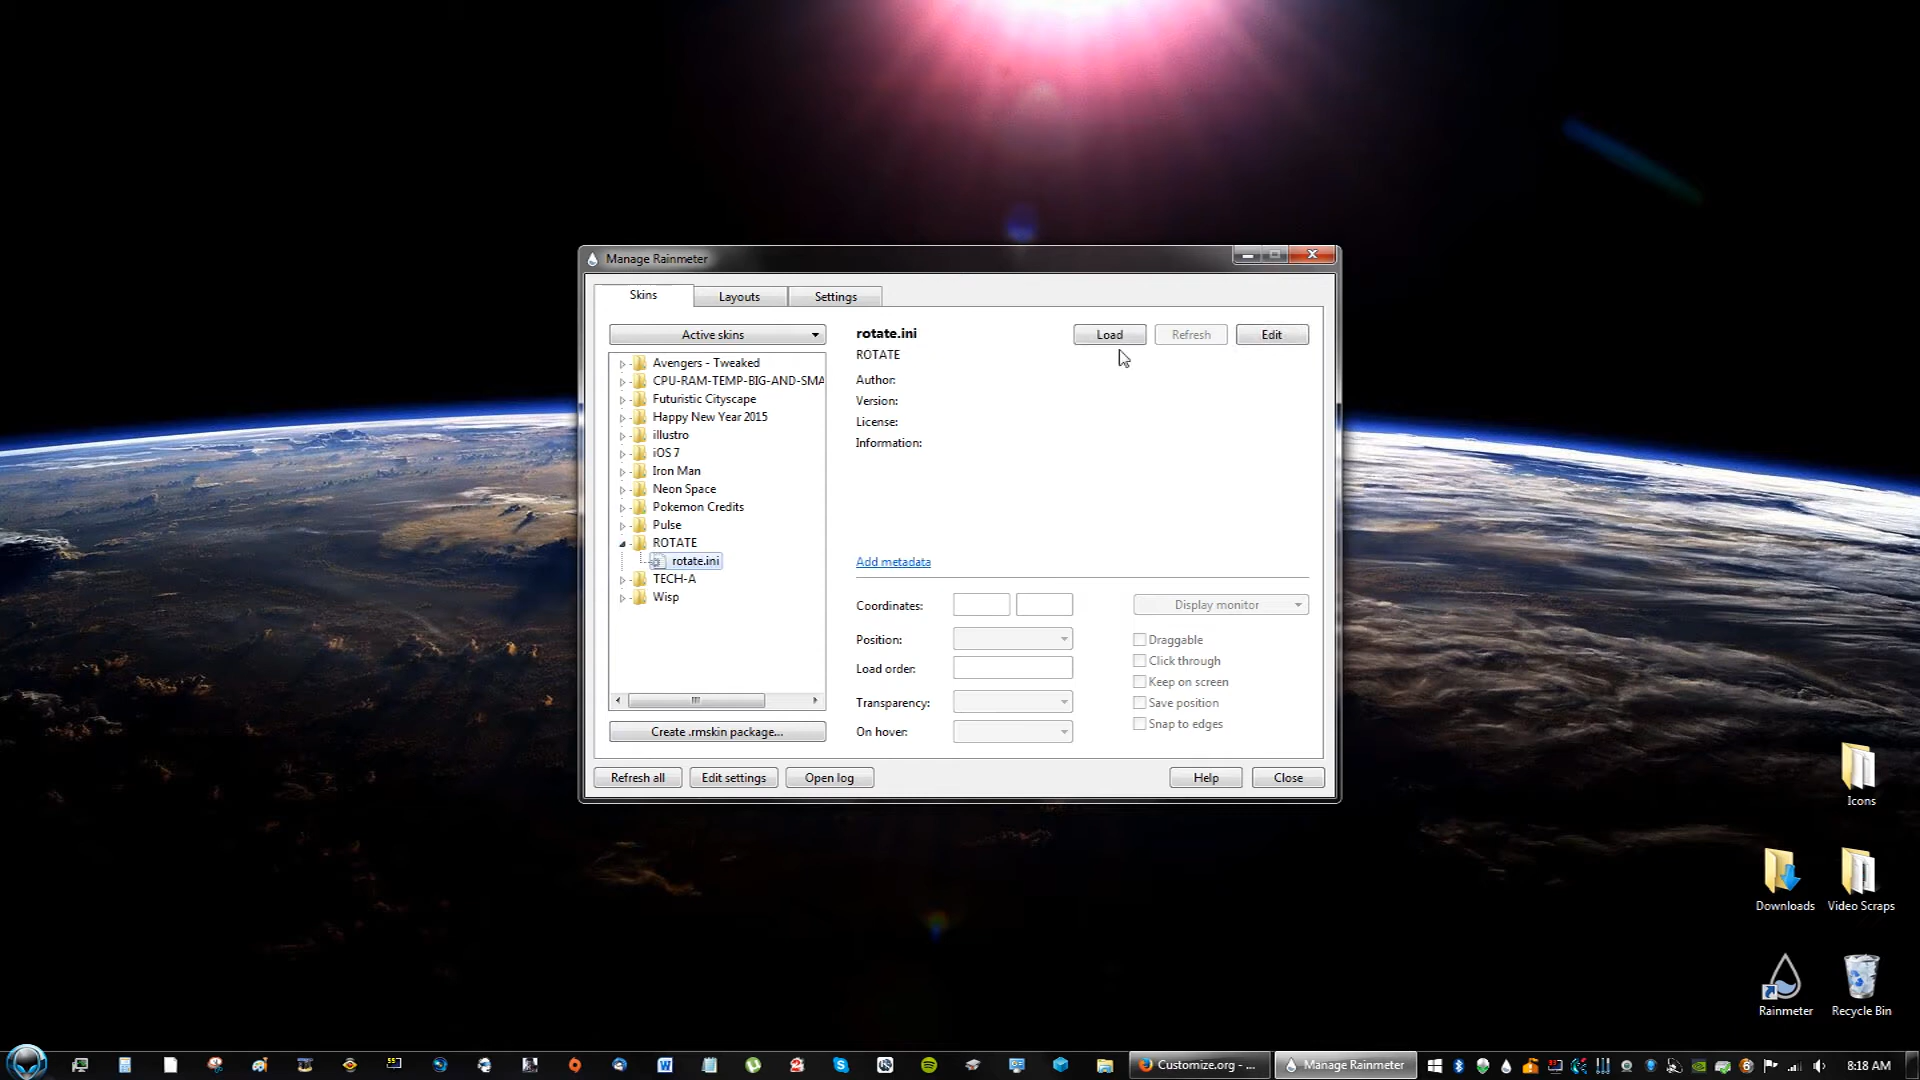 Manage Rainmeter
Skins
Layouts
Settings
Active skins
Avengers - Tweaked
CPU-RAM-TEMP-BIG-AND-SMA
Futuristic Cityscape
Happy New Year 2015
illustro
iOS 7
Iron Man
Neon Space
Pokemon Credits
Pulse
ROTATE
rotate.ini
TECH-A
Wisp
Create .rmskin package...
rotate.ini
Load
Refresh
Edit
ROTATE
Author:
Version:
License:
Information:
Add metadata
Coordinates:
Display monitor
Position:
Draggable
Click through
Load order:
Keep on screen
Transparency:
Save position
Snap to edges
On hover:
Refresh all
Edit settings
Open log
Help
Close
Icons
Downloads
Video Scraps
Rainmeter
Recycle Bin
Customize.org - ...
Manage Rainmeter
8:18 AM